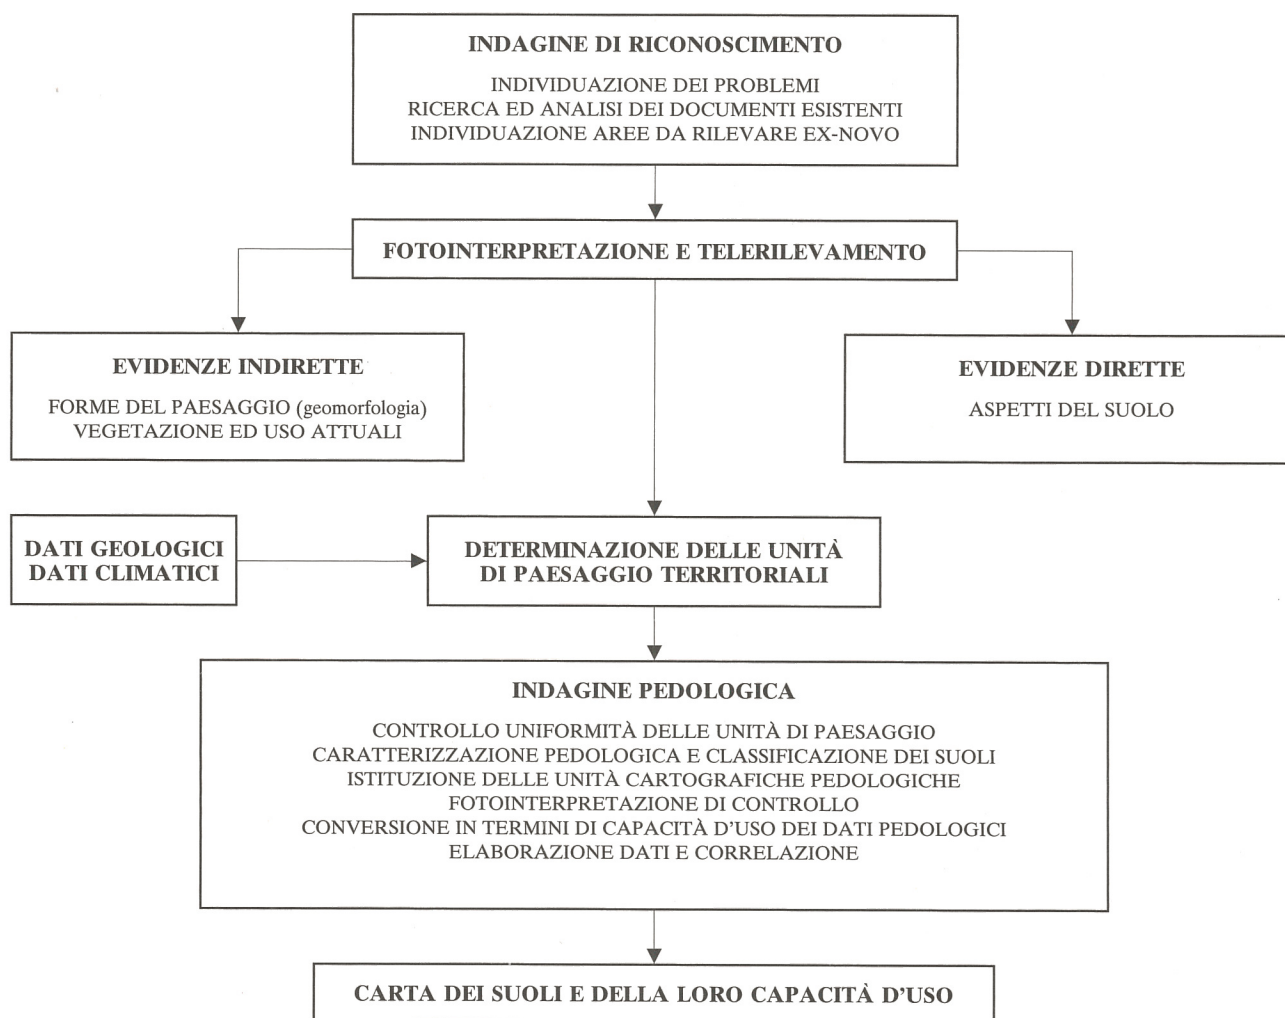 INDAGINE DI RICONOSCIMENTO
INDIVIDUAZIONE DEI PROBLEMI
RICERCA ED ANALISI DEI DOCUMENTI ESISTENTI
INDIVIDUAZIONE AREE DA RILEVARE EX-NOVO
FOTOINTERPRETAZIONE E TELERILEVAMENTO
EVIDENZE INDIRETTE
FORME DEL PAESAGGIO (geomorfologia)
VEGETAZIONE ED USO ATTUALI
EVIDENZE DIRETTE
ASPETTI DEL SUOLO
DATI GEOLOGICI
DATI CLIMATICI
DETERMINAZIONE DELLE UNITÀ
DI PAESAGGIO TERRITORIALI
INDAGINE PEDOLOGICA
CONTROLLO UNIFORMITÀ DELLE UNITÀ DI PAESAGGIO
CARATTERIZZAZIONE PEDOLOGICA E CLASSIFICAZIONE DEI SUOLI
ISTITUZIONE DELLE UNITÀ CARTOGRAFICHE PEDOLOGICHE
FOTOINTERPRETAZIONE DI CONTROLLO
CONVERSIONE IN TERMINI DI CAPACITÀ D'USO DEI DATI PEDOLOGICI
ELABORAZIONE DATI E CORRELAZIONE
CARTA DEI SUOLI E DELLA LORO CAPACITÀ D'USO